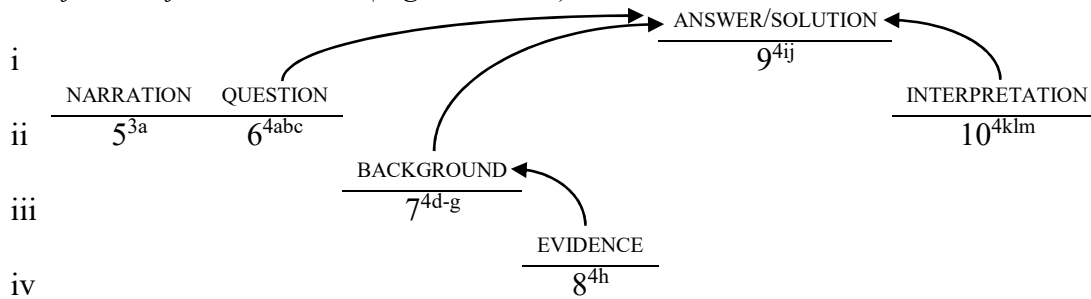 ANSWER/SOLUTION
i 9^4ij
NARRATION QUESTION INTERPRETATION
ii 5^3a 6^4abc 10^4klm
BACKGROUND
iii 7^4d-g
EVIDENCE
iv 8^4h